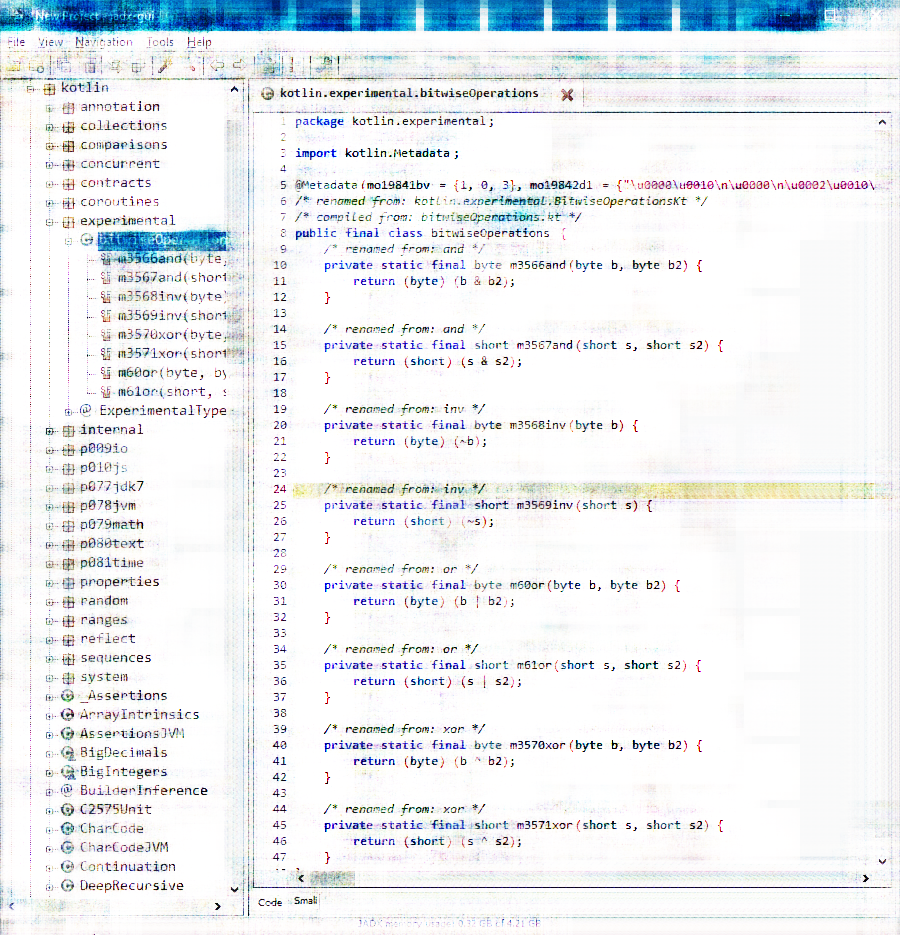 New Project - jadx-gui
File View Navigation Tools Help
kotlin
annotation
collections
comparisons
concurrent
contracts
coroutines
experimental
bitwiseOperations
m3566and(byte,
m3567and(short
m3568inv(byte)
m3569inv(short
m3570xor(byte,
m3571xor(short
m60or(byte, by
m61or(short, s
ExperimentalType
internal
p009io
p010js
p077jdk7
p078jvm
p079math
p080text
p081time
properties
random
ranges
reflect
sequences
system
_Assertions
ArrayIntrinsics
AssertionsJVM
BigDecimals
BigIntegers
BuilderInference
C2575Unit
CharCode
CharCodeJVM
Continuation
DeepRecursive
kotlin.experimental.bitwiseOperations
1 package kotlin.experimental;
2
3 import kotlin.Metadata;
4
5 @Metadata(mo19841bv = {1, 0, 3}, mo19842d1 = {"\u0000\u0010\n\u0000\n\u0002\u0010\
6 /* renamed from: kotlin.experimental.BitwiseOperationsKt */
7 /* compiled from: bitwiseOperations.kt */
8 public final class bitwiseOperations {
9 /* renamed from: and */
10 private static final byte m3566and(byte b, byte b2) {
11 return (byte) (b & b2);
12 }
13
14 /* renamed from: and */
15 private static final short m3567and(short s, short s2) {
16 return (short) (s & s2);
17 }
18
19 /* renamed from: inv */
20 private static final byte m3568inv(byte b) {
21 return (byte) (~b);
22 }
23
24 /* renamed from: inv */
25 private static final short m3569inv(short s) {
26 return (short) (~s);
27 }
28
29 /* renamed from: or */
30 private static final byte m60or(byte b, byte b2) {
31 return (byte) (b | b2);
32 }
33
34 /* renamed from: or */
35 private static final short m61or(short s, short s2) {
36 return (short) (s | s2);
37 }
38
39 /* renamed from: xor */
40 private static final byte m3570xor(byte b, byte b2) {
41 return (byte) (b ^ b2);
42 }
43
44 /* renamed from: xor */
45 private static final short m3571xor(short s, short s2) {
46 return (short) (s ^ s2);
47 }
Code Small
JADX memory usage: GB of 4.21 GB